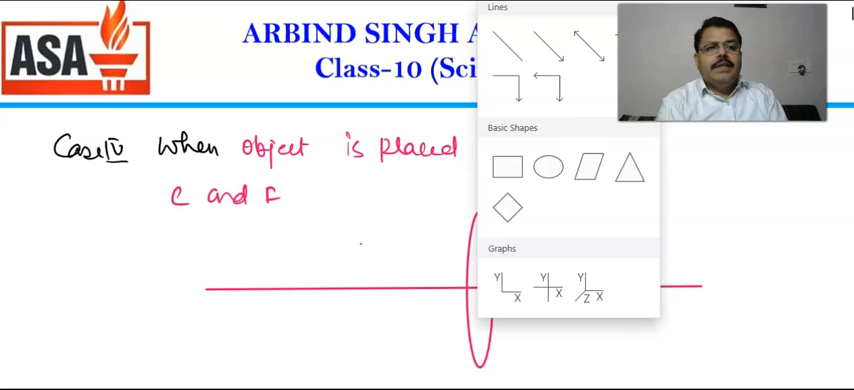 ASA
ARBIND SINGH A
Class-10 (Sci
Lines
Basic Shapes
Graphs
Y
X
Y
X
Y
Z X
Case IV When object is placed
C and F